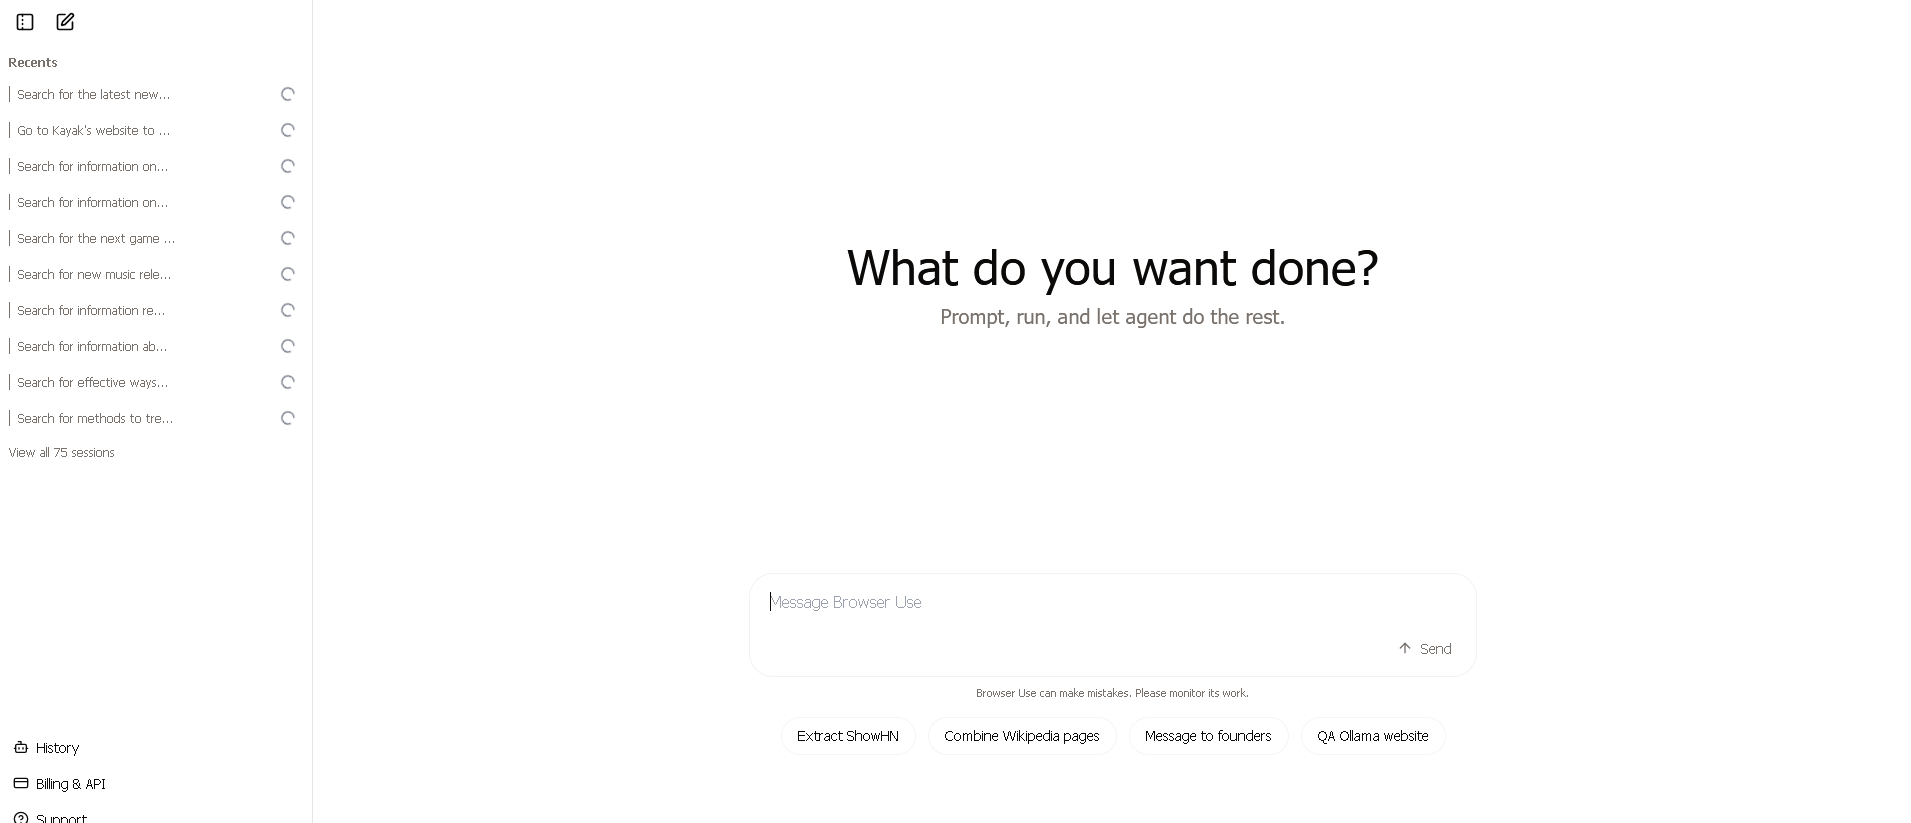 Recents
Search for the latest new...
Go to Kayak's website to ...
Search for information on...
Search for information on...
Search for the next game ...
Search for new music rele...
Search for information re...
Search for information ab...
Search for effective ways...
Search for methods to tre...
View all 75 sessions
History
Billing & API
Support
What do you want done?
Prompt, run, and let agent do the rest.
Message Browser Use
Send
Browser Use can make mistakes. Please monitor its work.
Extract ShowHN
Combine Wikipedia pages
Message to founders
QA Ollama website